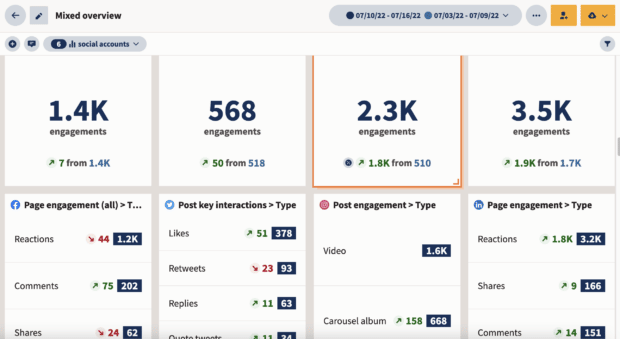 Mixed overview
07/10/22 - 07/16/22 07/03/22 - 07/09/22
6 social accounts
1.4K 568 2.3K 3.5K
engagements engagements engagements engagements
7 from 1.4K 50 from 518 1.8K from 510 1.9K from 1.7K
Page engagement (all) > T... Post key interactions > Type Post engagement > Type Page engagement > Type
Reactions 44 1.2K
Comments 75 202
Shares 24 62
Likes 51 378
Retweets 23 93
Replies 11 63
Quote tweets 11 34
Video 1.6K
Carousel album 158 668
Reactions 1.8K 3.2K
Shares 9 166
Comments 14 151